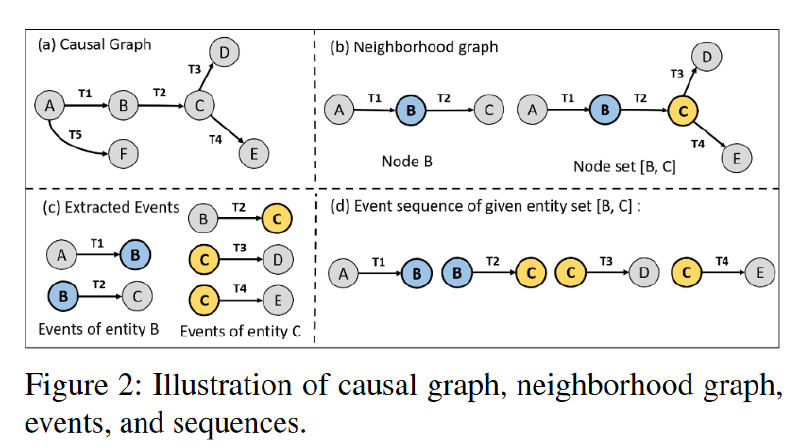 (a) Causal Graph
D
T3
A T1 B T2 C
T5
T4
F
E
(b) Neighborhood graph
A T1 B T2 C
Node B
D
T3
A T1 B T2 C
T4
E
Node set [B, C]
(c) Extracted Events
A T1 B
B T2 C
Events of entity B
B T2 C
C T3 D
C T4 E
Events of entity C
(d) Event sequence of given entity set [B, C] :
A T1 B B T2 C C T3 D C T4 E
Figure 2: Illustration of causal graph, neighborhood graph,
events, and sequences.